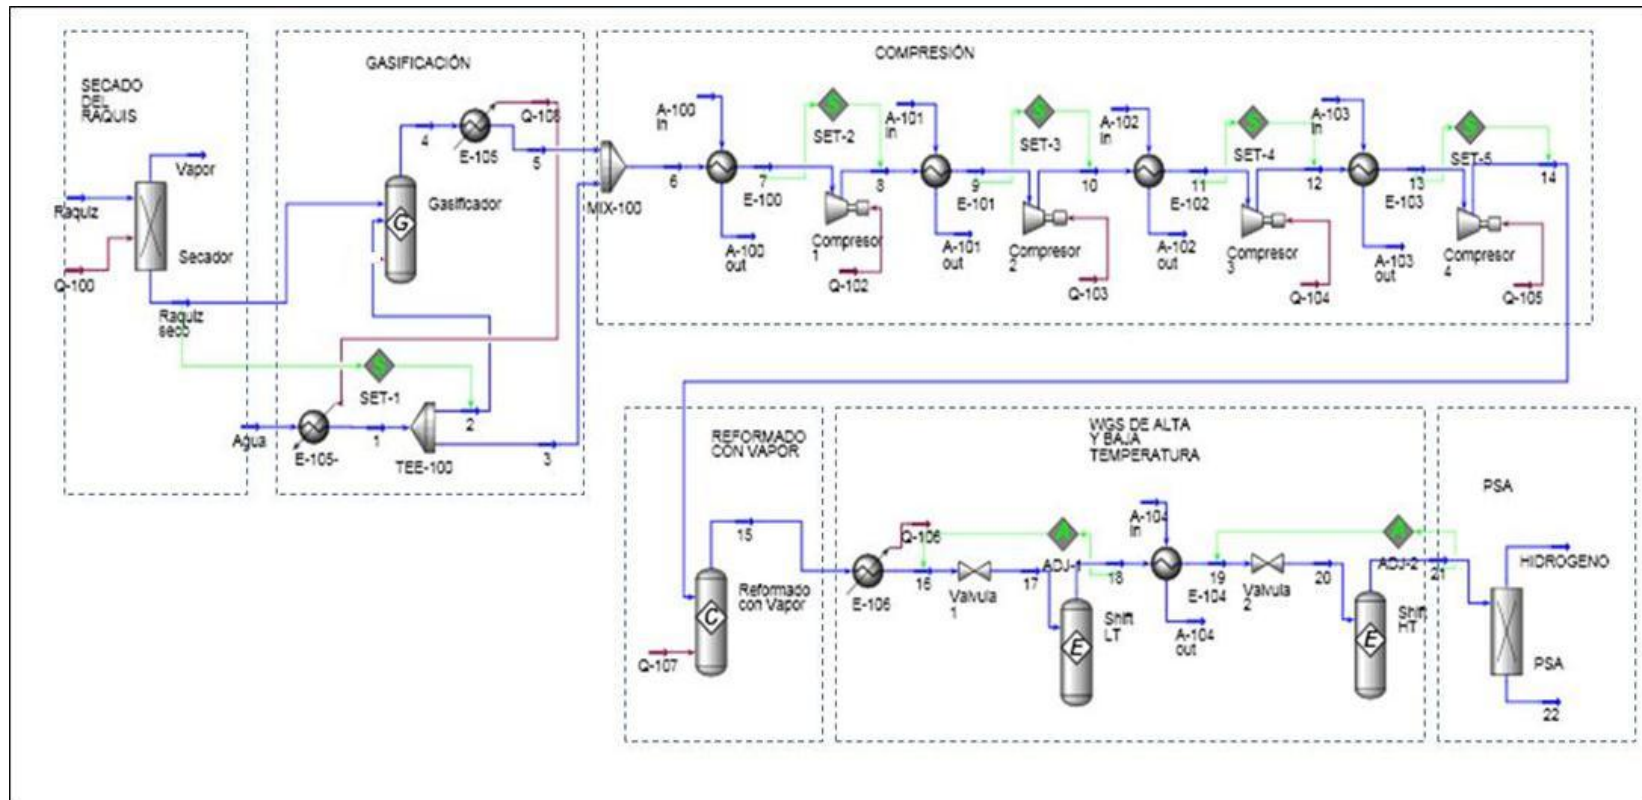 SECADO
DEL
RAQUIS
Vapor
Raquiz
Secador
Q-100
Raquiz
seco
GASIFICACIÓN
4
E-105
5
Gasificador
G
S
SET-1
Agua
E-105-
1
TEE-100
2
3
COMPRESIÓN
MIX-100
6
A-100
in
7
E-100
A-100
out
S
SET-2
Compresor
1
Q-102
8
A-101
in
9
E-101
A-101
out
S
SET-3
Compresor
2
Q-103
10
A-102
in
11
E-102
A-102
out
S
SET-4
Compresor
3
Q-104
12
A-103
in
13
E-103
A-103
out
S
SET-5
Compresor
4
Q-105
14
REFORMADO
CON VAPOR
15
Reformado
con Vapor
C
Q-107
WGS DE ALTA
Y BAJA
TEMPERATURA
Q-106
E-106
16
Valvula
1
17
A
ADJ-1
18
Shift
LT
E
A-104
in
E-104
A-104
out
19
Valvula
2
20
A
ADJ-2
21
Shift
HT
E
PSA
HIDROGENO
PSA
22